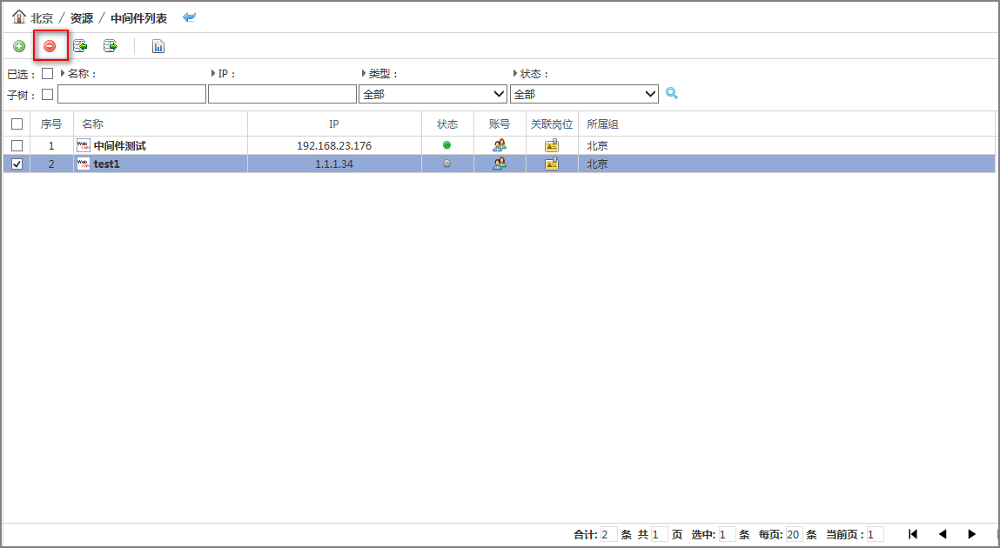 北京 / 资源 / 中间件列表
已选： 名称： IP： 类型： 状态：
子树： 全部 全部
序号 名称 IP 状态 账号 关联岗位 所属组
1 中间件测试 192.168.23.176 北京
2 test1 1.1.1.34 北京
合计: 2 条 共 1 页 选中: 1 条 每页: 20 条 当前页: 1